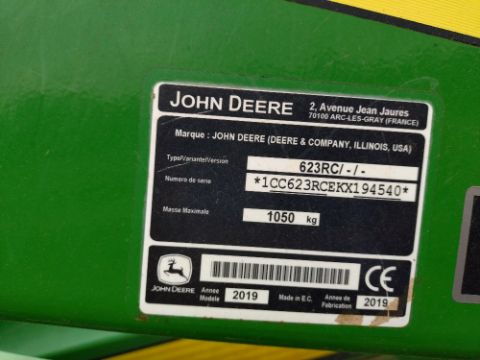 JOHN DEERE
2, Avenue Jean Jaures
70100 ARC-LES-GRAY (FRANCE)
Marque : JOHN DEERE (DEERE & COMPANY, ILLINOIS, USA)
Type/Variante/Version 623RC/-/-
Numero de serie *1CC623RCEKX194540*
Masse Maximale 1050 kg
JOHN DEERE
CE
Annee Modele 2019 Made in E.C. Annee de Fabrication 2019